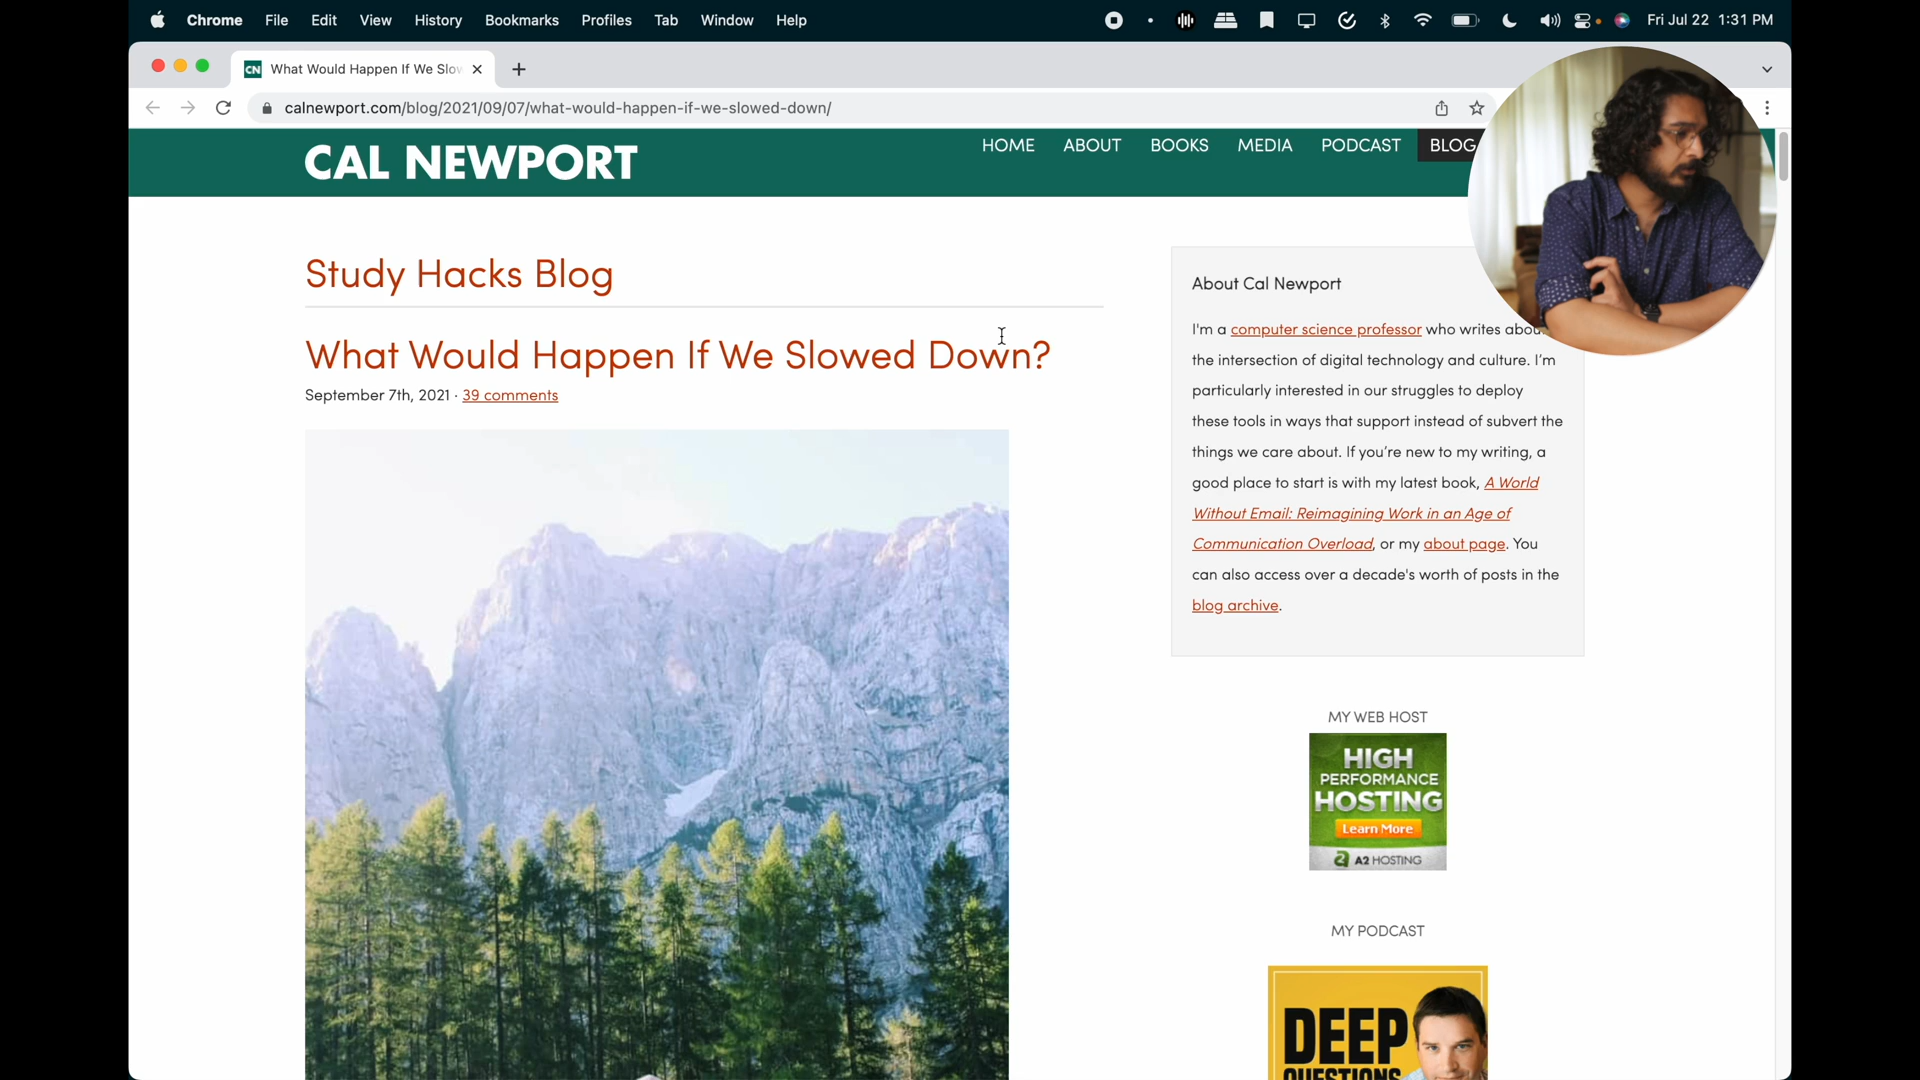 Chrome File Edit View History Bookmarks Profiles Tab Window Help Fri Jul 22 1:31 PM
CN What Would Happen If We Slow
calnewport.com/blog/2021/09/07/what-would-happen-if-we-slowed-down/
CAL NEWPORT
HOME ABOUT BOOKS MEDIA PODCAST BLOG
Study Hacks Blog
What Would Happen If We Slowed Down?
September 7th, 2021 · 39 comments
About Cal Newport
I'm a computer science professor who writes abou
the intersection of digital technology and culture. I'm
particularly interested in our struggles to deploy
these tools in ways that support instead of subvert the
things we care about. If you're new to my writing, a
good place to start is with my latest book, A World
Without Email: Reimagining Work in an Age of
Communication Overload, or my about page. You
can also access over a decade's worth of posts in the
blog archive.
MY WEB HOST
HIGH
PERFORMANCE
HOSTING
Learn More
A2 HOSTING
MY PODCAST
DEEP
QUESTIONS